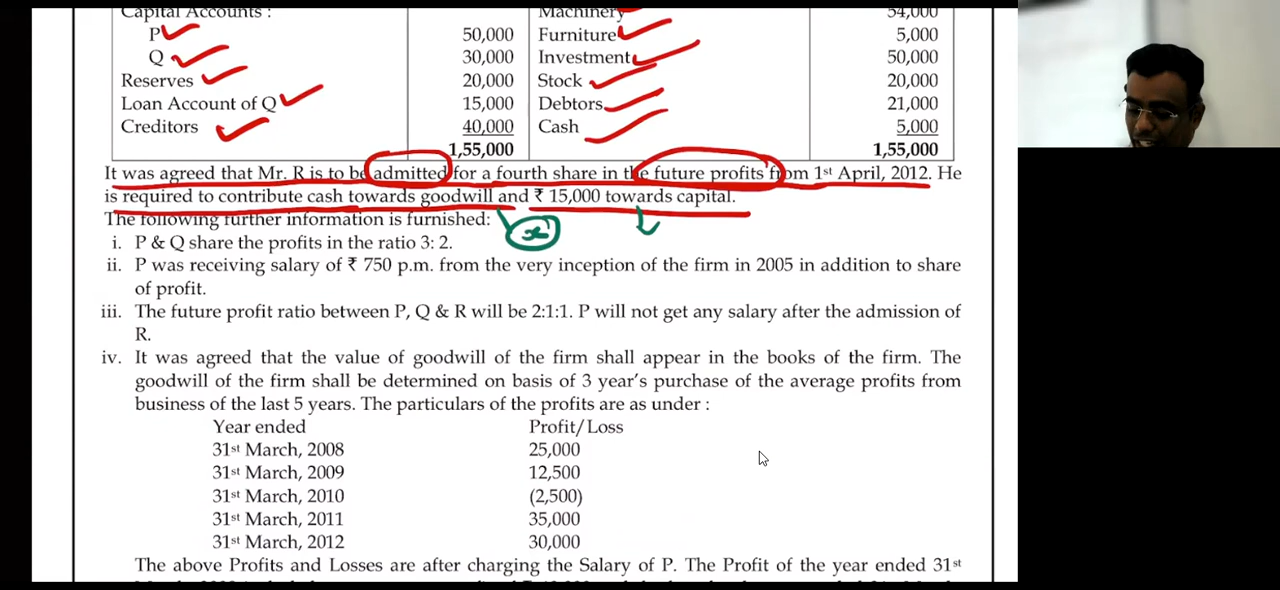 Capital Accounts : Machinery 54,000
P 50,000 Furniture 5,000
Q 30,000 Investment 50,000
Reserves 20,000 Stock 20,000
Loan Account of Q 15,000 Debtors 21,000
Creditors 40,000 Cash 5,000
1,55,000 1,55,000
It was agreed that Mr. R is to be admitted for a fourth share in the future profits from 1st April, 2012. He
is required to contribute cash towards goodwill and ₹ 15,000 towards capital.
The following further information is furnished:
i. P & Q share the profits in the ratio 3: 2.
ii. P was receiving salary of ₹ 750 p.m. from the very inception of the firm in 2005 in addition to share
of profit.
iii. The future profit ratio between P, Q & R will be 2:1:1. P will not get any salary after the admission of
R.
iv. It was agreed that the value of goodwill of the firm shall appear in the books of the firm. The
goodwill of the firm shall be determined on basis of 3 year's purchase of the average profits from
business of the last 5 years. The particulars of the profits are as under :
Year ended Profit/Loss
31st March, 2008 25,000
31st March, 2009 12,500
31st March, 2010 (2,500)
31st March, 2011 35,000
31st March, 2012 30,000
The above Profits and Losses are after charging the Salary of P. The Profit of the year ended 31st